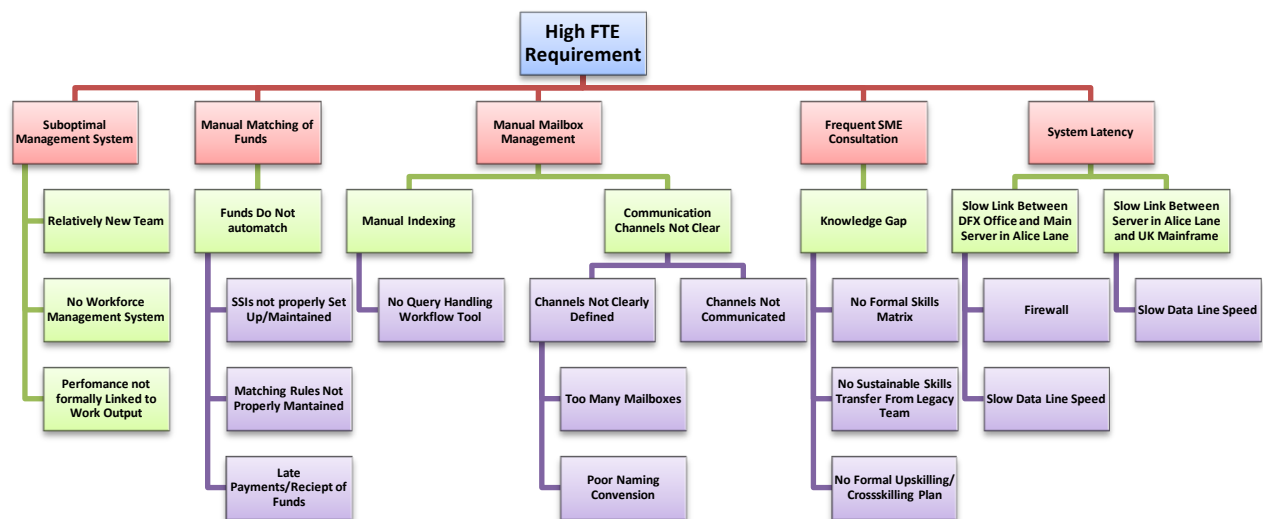 High FTE
Requirement
Suboptimal
Management System
Manual Matching of
Funds
Manual Mailbox
Management
Frequent SME
Consultation
System Latency
Relatively New Team
Funds Do Not
automatch
Manual Indexing
Communication
Channels Not Clear
Knowledge Gap
Slow Link Between
DFX Office and Main
Server in Alice Lane
Slow Link Between
Server in Alice Lane
and UK Mainframe
No Workforce
Management System
SSIs not properly Set
Up/Maintained
No Query Handling
Workflow Tool
Channels Not Clearly
Defined
Channels Not
Communicated
No Formal Skills
Matrix
Firewall
Slow Data Line Speed
Perfomance not
formally Linked to
Work Output
Matching Rules Not
Properly Mantained
Too Many Mailboxes
No Sustainable Skills
Transfer From Legacy
Team
Slow Data Line Speed
Late
Payments/Reciept of
Funds
Poor Naming
Convension
No Formal Upskilling/
Crossskilling Plan